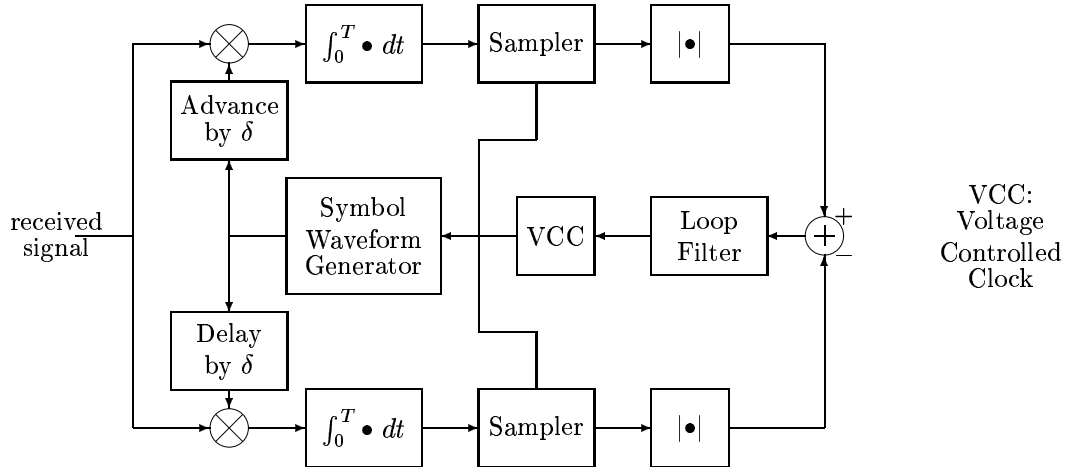 ∫₀ᵀ • dt
Sampler
|•|
Advance
by δ
+
received
signal
Symbol
Waveform
Generator
VCC
Loop
Filter
+
−
VCC:
Voltage
Controlled
Clock
Delay
by δ
∫₀ᵀ • dt
Sampler
|•|